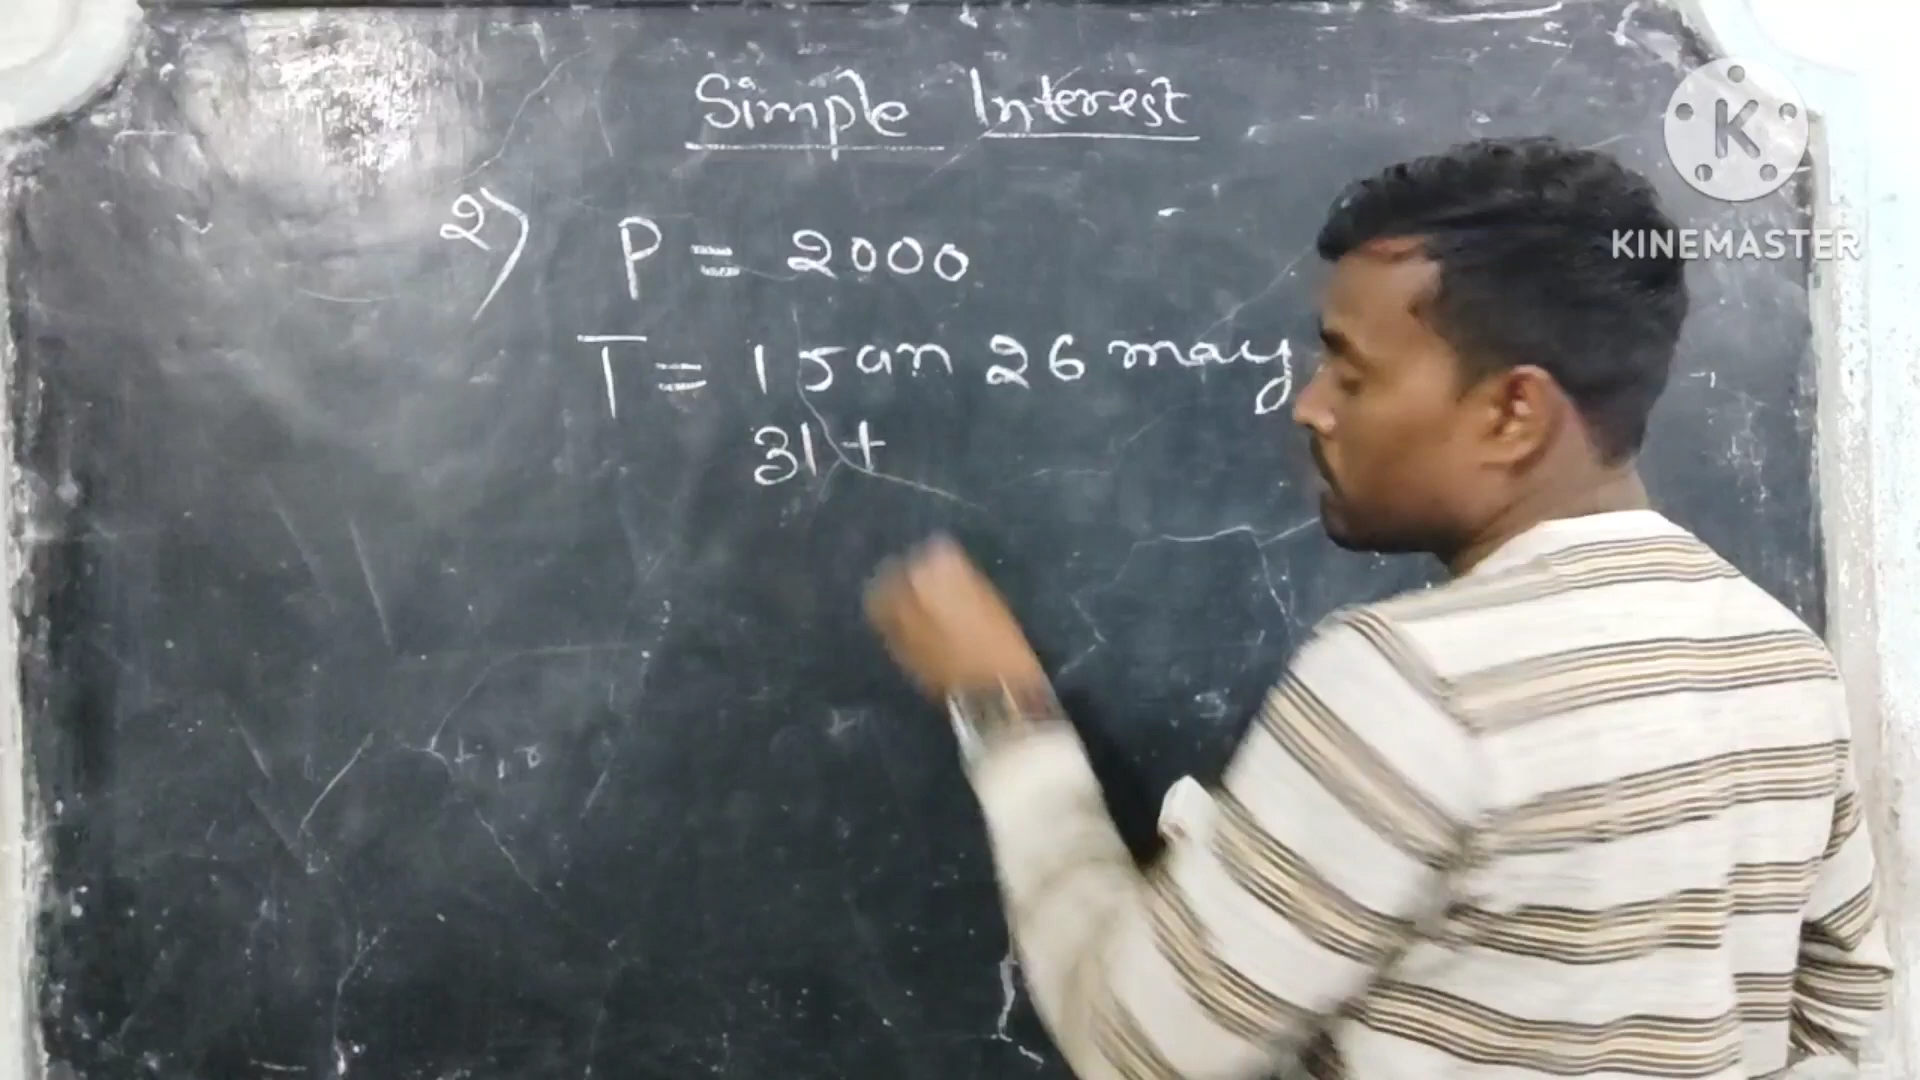 Simple Interest
2) P = 2000
T = 1 Jan 26 may
31 +
K
KINEMASTER